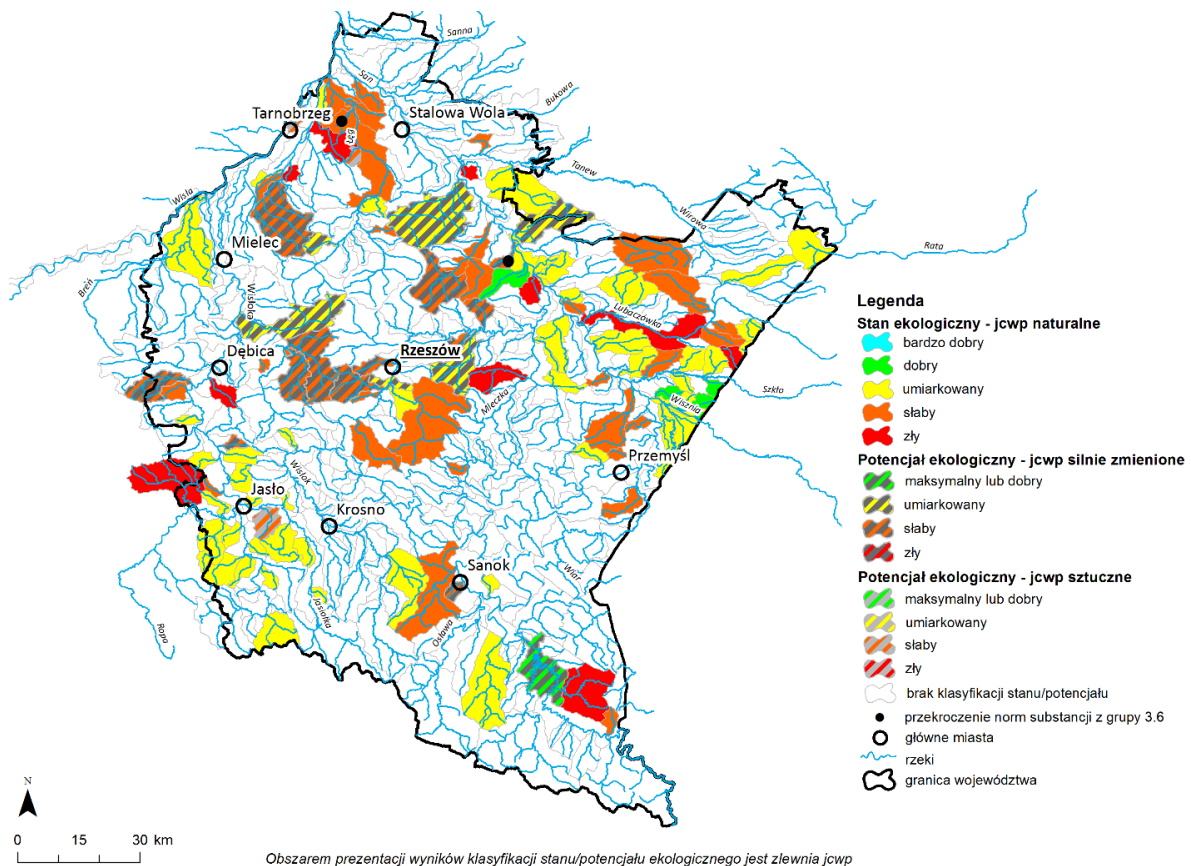 Sanna
San
Bukowa
Tarnobrzeg
Stalowa Wola
Łęg
Tanew
Wisła
Wirowa
Rata
Mielec
Breń
Wisłoka
Lubaczówka
Dębica
Rzeszów
Mleczka
Szkło
Wisznia
Przemyśl
Wisłok
Jasło
Krosno
Sanok
Wiar
Jasiołka
Ropa
Osława
Legenda
Stan ekologiczny - jcwp naturalne
bardzo dobry
dobry
umiarkowany
słaby
zły
Potencjał ekologiczny - jcwp silnie zmienione
maksymalny lub dobry
umiarkowany
słaby
zły
Potencjał ekologiczny - jcwp sztuczne
maksymalny lub dobry
umiarkowany
słaby
zły
brak klasyfikacji stanu/potencjału
przekroczenie norm substancji z grupy 3.6
główne miasta
rzeki
granica województwa
N
0 15 30 km
Obszarem prezentacji wyników klasyfikacji stanu/potencjału ekologicznego jest zlewnia jcwp